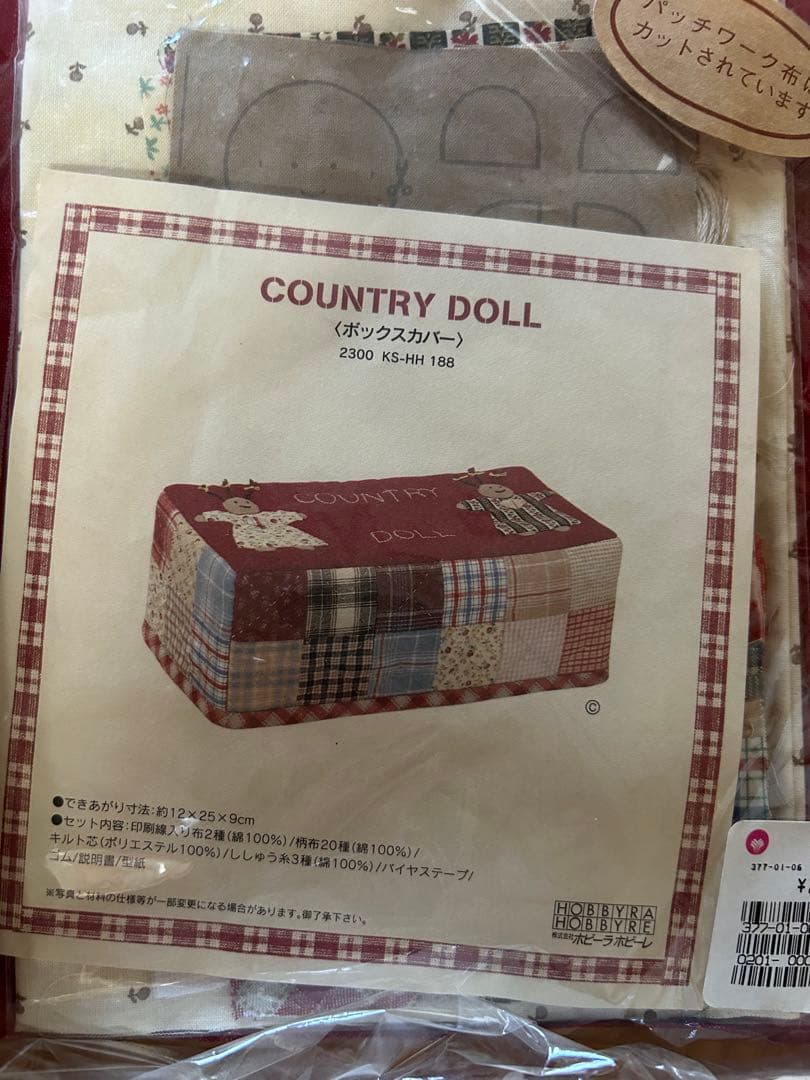 パッチワーク布は
カットされています
COUNTRY DOLL
〈ボックスカバー〉
2300 KS-HH 188
COUNTRY
DOLL
©
●できあがり寸法:約12×25×9cm
●セット内容:印刷線入り布2種(綿100%)/柄布20種(綿100%)/
キルト芯(ポリエステル100%)/ししゅう糸3種(綿100%)/バイヤステープ/
ゴム/説明書/型紙
※写真と材料の仕様等が一部変更になる場合があります。御了承下さい。
HOBBYRA
HOBBYRE
株式会社ホビーラホビーレ
377-01-06
¥
377-01-0
0201-000